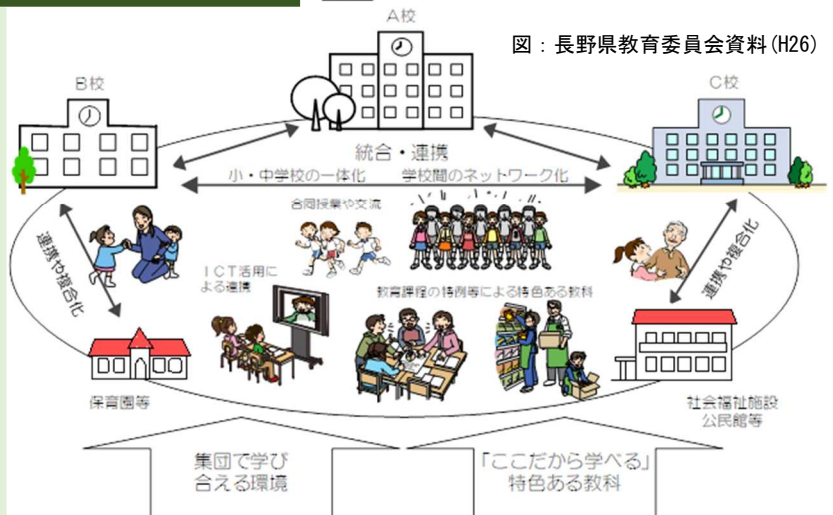 A校
図：長野県教育委員会資料(H26)
B校
C校
統合・連携
小・中学校の一体化　学校間のネットワーク化
合同授業や交流
連携や複合化
連携や複合化
ICT活用に
よる連携
教育課程の特例等による特色ある教科
保育園等
社会福祉施設
公民館等
集団で学び
合える環境
「ここだから学べる」
特色ある教科